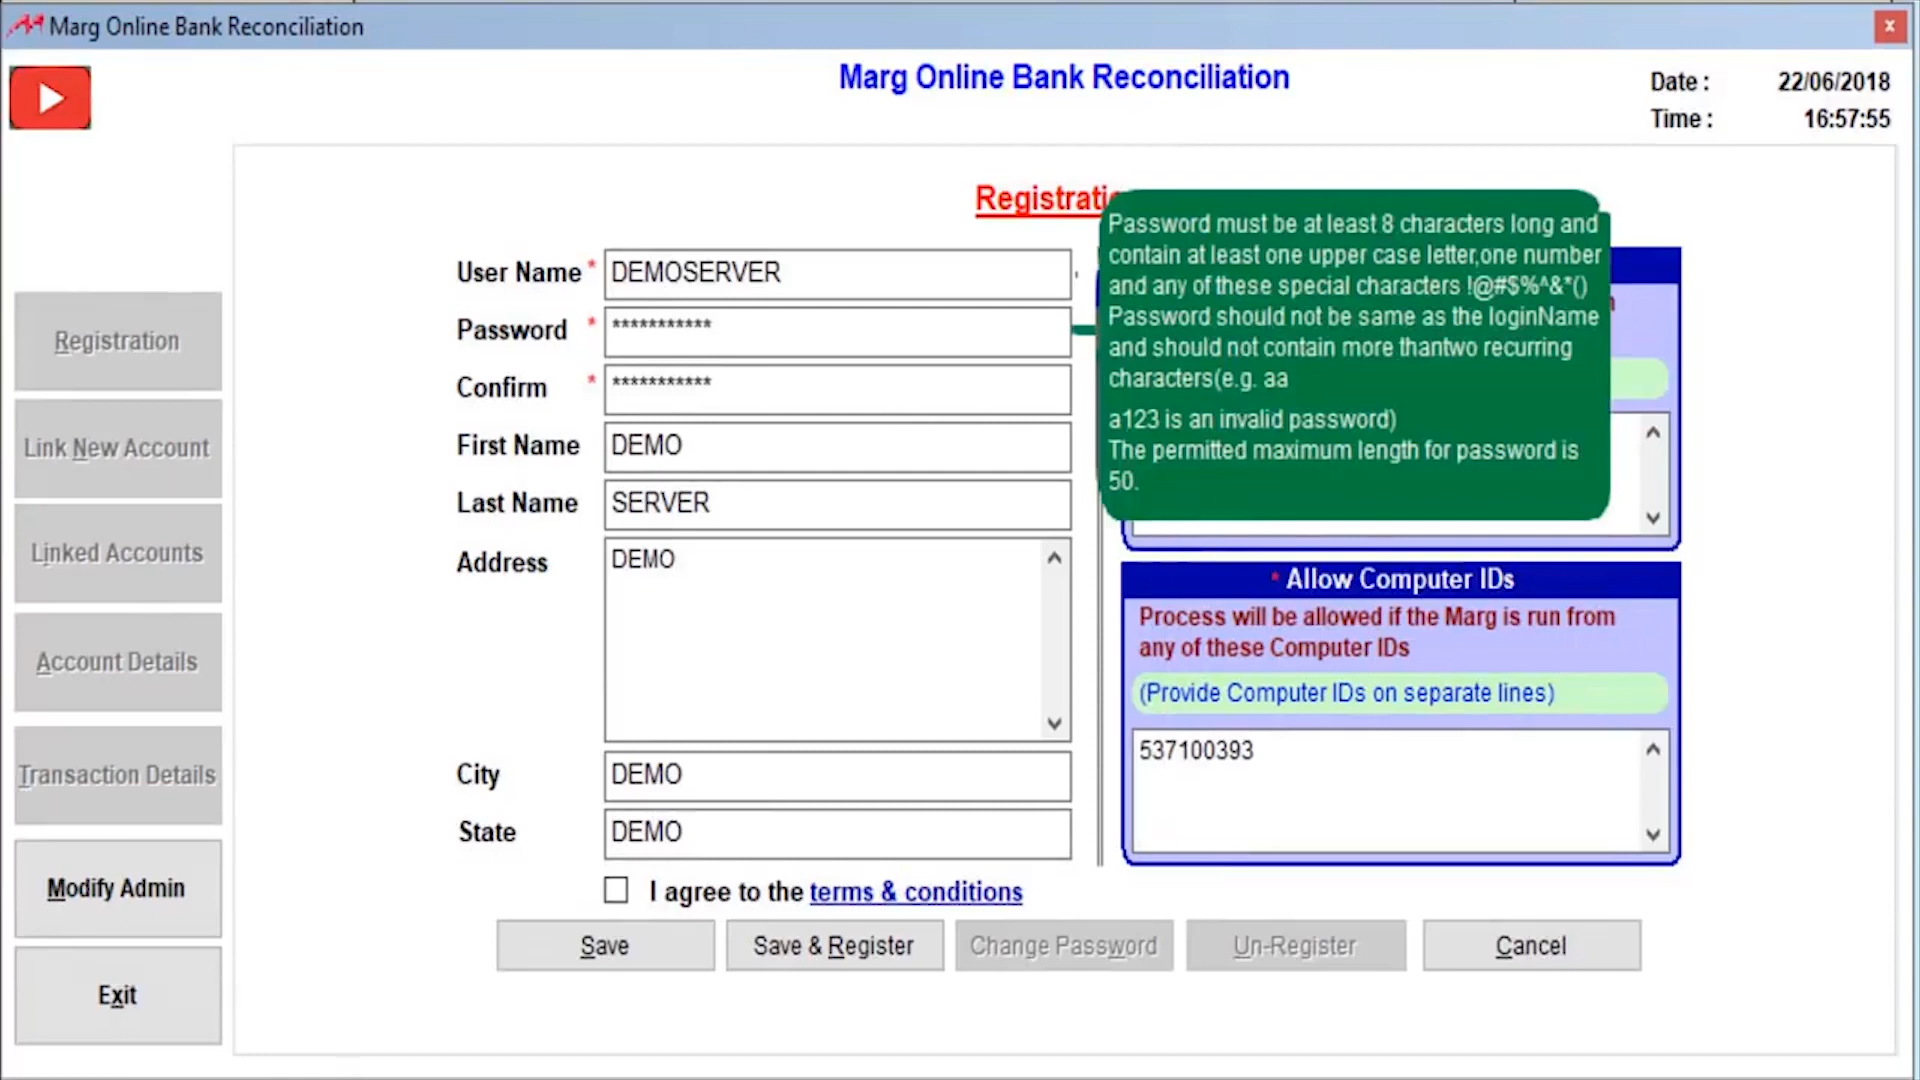 Marg Online Bank Reconciliation
x
Marg Online Bank Reconciliation
Date : 22/06/2018
Time : 16:57:55
Registration
Link New Account
Linked Accounts
Account Details
Transaction Details
Modify Admin
Exit
Registrati
User Name * DEMOSERVER
Password * ***********
Confirm * ***********
First Name DEMO
Last Name SERVER
Address DEMO
City DEMO
State DEMO
I agree to the terms & conditions
Save
Save & Register
Change Password
Un-Register
Cancel
Password must be at least 8 characters long and
contain at least one upper case letter,one number
and any of these special characters !@#$%^&*()
Password should not be same as the loginName
and should not contain more thantwo recurring
characters(e.g. aa
a123 is an invalid password)
The permitted maximum length for password is
50.
* Allow Computer IDs
Process will be allowed if the Marg is run from
any of these Computer IDs
(Provide Computer IDs on separate lines)
537100393